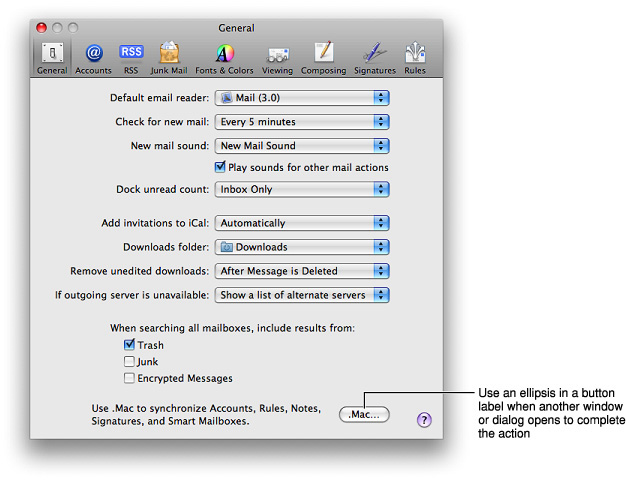 General
General Accounts RSS Junk Mail Fonts & Colors Viewing Composing Signatures Rules
RSS
Default email reader: Mail (3.0)
Check for new mail: Every 5 minutes
New mail sound: New Mail Sound
Play sounds for other mail actions
Dock unread count: Inbox Only
Add invitations to iCal: Automatically
Downloads folder: Downloads
Remove unedited downloads: After Message is Deleted
If outgoing server is unavailable: Show a list of alternate servers
When searching all mailboxes, include results from:
Trash
Junk
Encrypted Messages
Use .Mac to synchronize Accounts, Rules, Notes,
Signatures, and Smart Mailboxes.
.Mac...
?
Use an ellipsis in a button
label when another window
or dialog opens to complete
the action